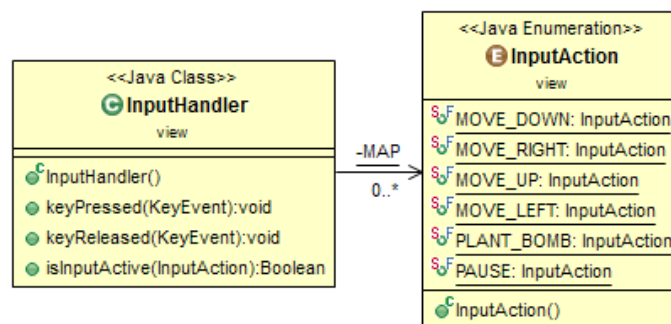 <<Java Class>>
InputHandler
view
InputHandler()
keyPressed(KeyEvent):void
keyReleased(KeyEvent):void
isInputActive(InputAction):Boolean
-MAP
0..*
<<Java Enumeration>>
InputAction
view
MOVE_DOWN: InputAction
MOVE_RIGHT: InputAction
MOVE_UP: InputAction
MOVE_LEFT: InputAction
PLANT_BOMB: InputAction
PAUSE: InputAction
InputAction()